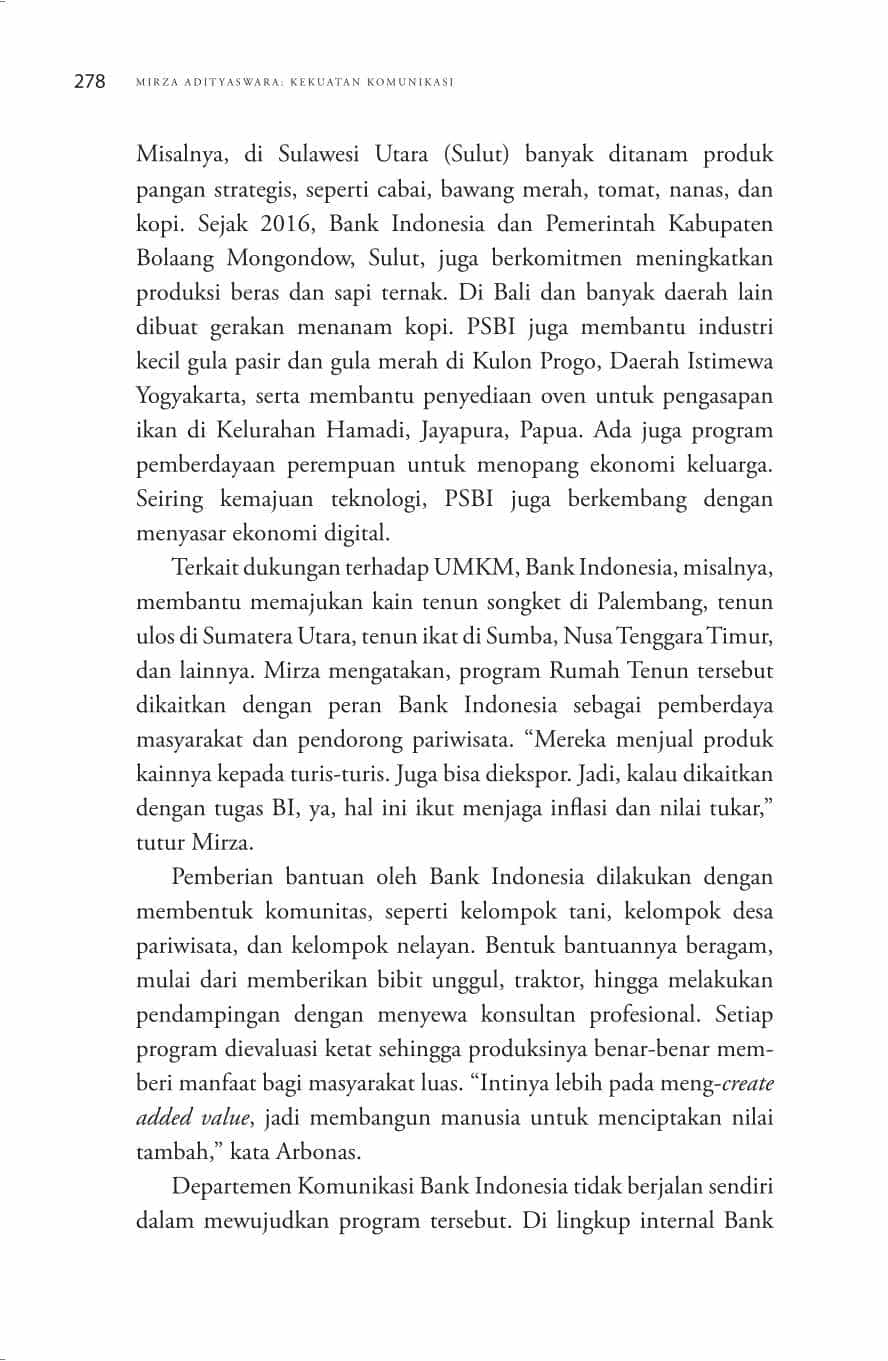 278 MIRZA ADITYASWARA: KEKUATAN KOMUNIKASI
Misalnya, di Sulawesi Utara (Sulut) banyak ditanam produk
pangan strategis, seperti cabai, bawang merah, tomat, nanas, dan
kopi. Sejak 2016, Bank Indonesia dan Pemerintah Kabupaten
Bolaang Mongondow, Sulut, juga berkomitmen meningkatkan
produksi beras dan sapi ternak. Di Bali dan banyak daerah lain
dibuat gerakan menanam kopi. PSBI juga membantu industri
kecil gula pasir dan gula merah di Kulon Progo, Daerah Istimewa
Yogyakarta, serta membantu penyediaan oven untuk pengasapan
ikan di Kelurahan Hamadi, Jayapura, Papua. Ada juga program
pemberdayaan perempuan untuk menopang ekonomi keluarga.
Seiring kemajuan teknologi, PSBI juga berkembang dengan
menyasar ekonomi digital.
Terkait dukungan terhadap UMKM, Bank Indonesia, misalnya,
membantu memajukan kain tenun songket di Palembang, tenun
ulos di Sumatera Utara, tenun ikat di Sumba, Nusa Tenggara Timur,
dan lainnya. Mirza mengatakan, program Rumah Tenun tersebut
dikaitkan dengan peran Bank Indonesia sebagai pemberdaya
masyarakat dan pendorong pariwisata. “Mereka menjual produk
kainnya kepada turis-turis. Juga bisa diekspor. Jadi, kalau dikaitkan
dengan tugas BI, ya, hal ini ikut menjaga inflasi dan nilai tukar,”
tutur Mirza.
Pemberian bantuan oleh Bank Indonesia dilakukan dengan
membentuk komunitas, seperti kelompok tani, kelompok desa
pariwisata, dan kelompok nelayan. Bentuk bantuannya beragam,
mulai dari memberikan bibit unggul, traktor, hingga melakukan
pendampingan dengan menyewa konsultan profesional. Setiap
program dievaluasi ketat sehingga produksinya benar-benar mem-
beri manfaat bagi masyarakat luas. “Intinya lebih pada meng-create
added value, jadi membangun manusia untuk menciptakan nilai
tambah,” kata Arbonas.
Departemen Komunikasi Bank Indonesia tidak berjalan sendiri
dalam mewujudkan program tersebut. Di lingkup internal Bank